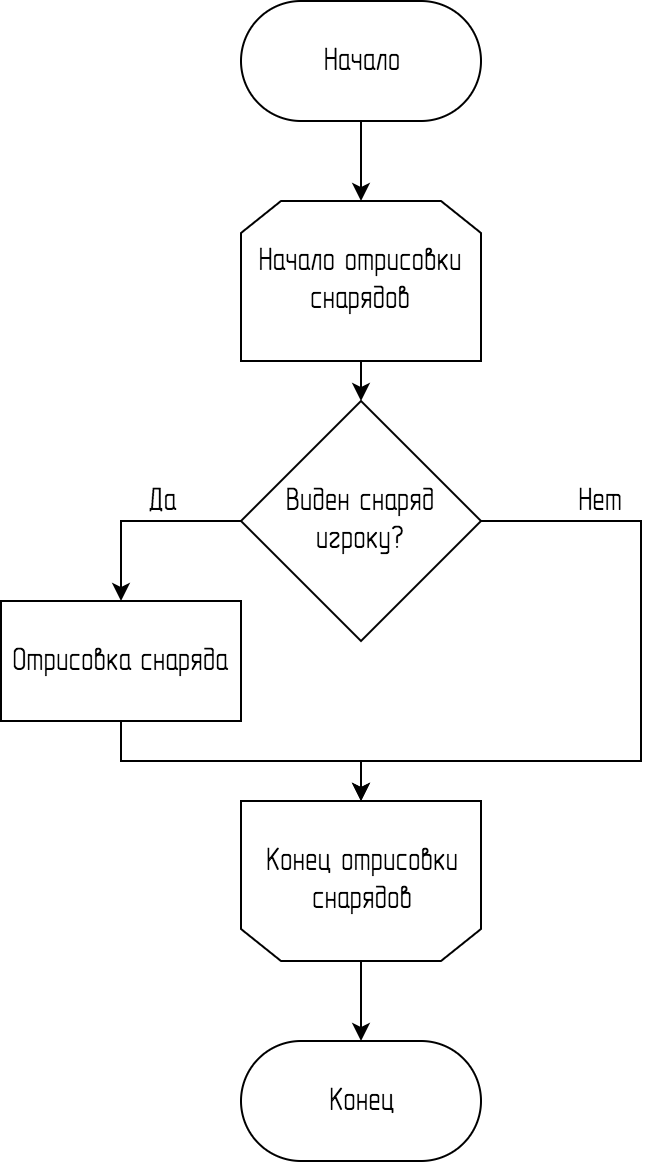 Начало
Начало отрисовки
снарядов
Виден снаряд
игроку?
Да
Нет
Отрисовка снаряда
Конец отрисовки
снарядов
Конец